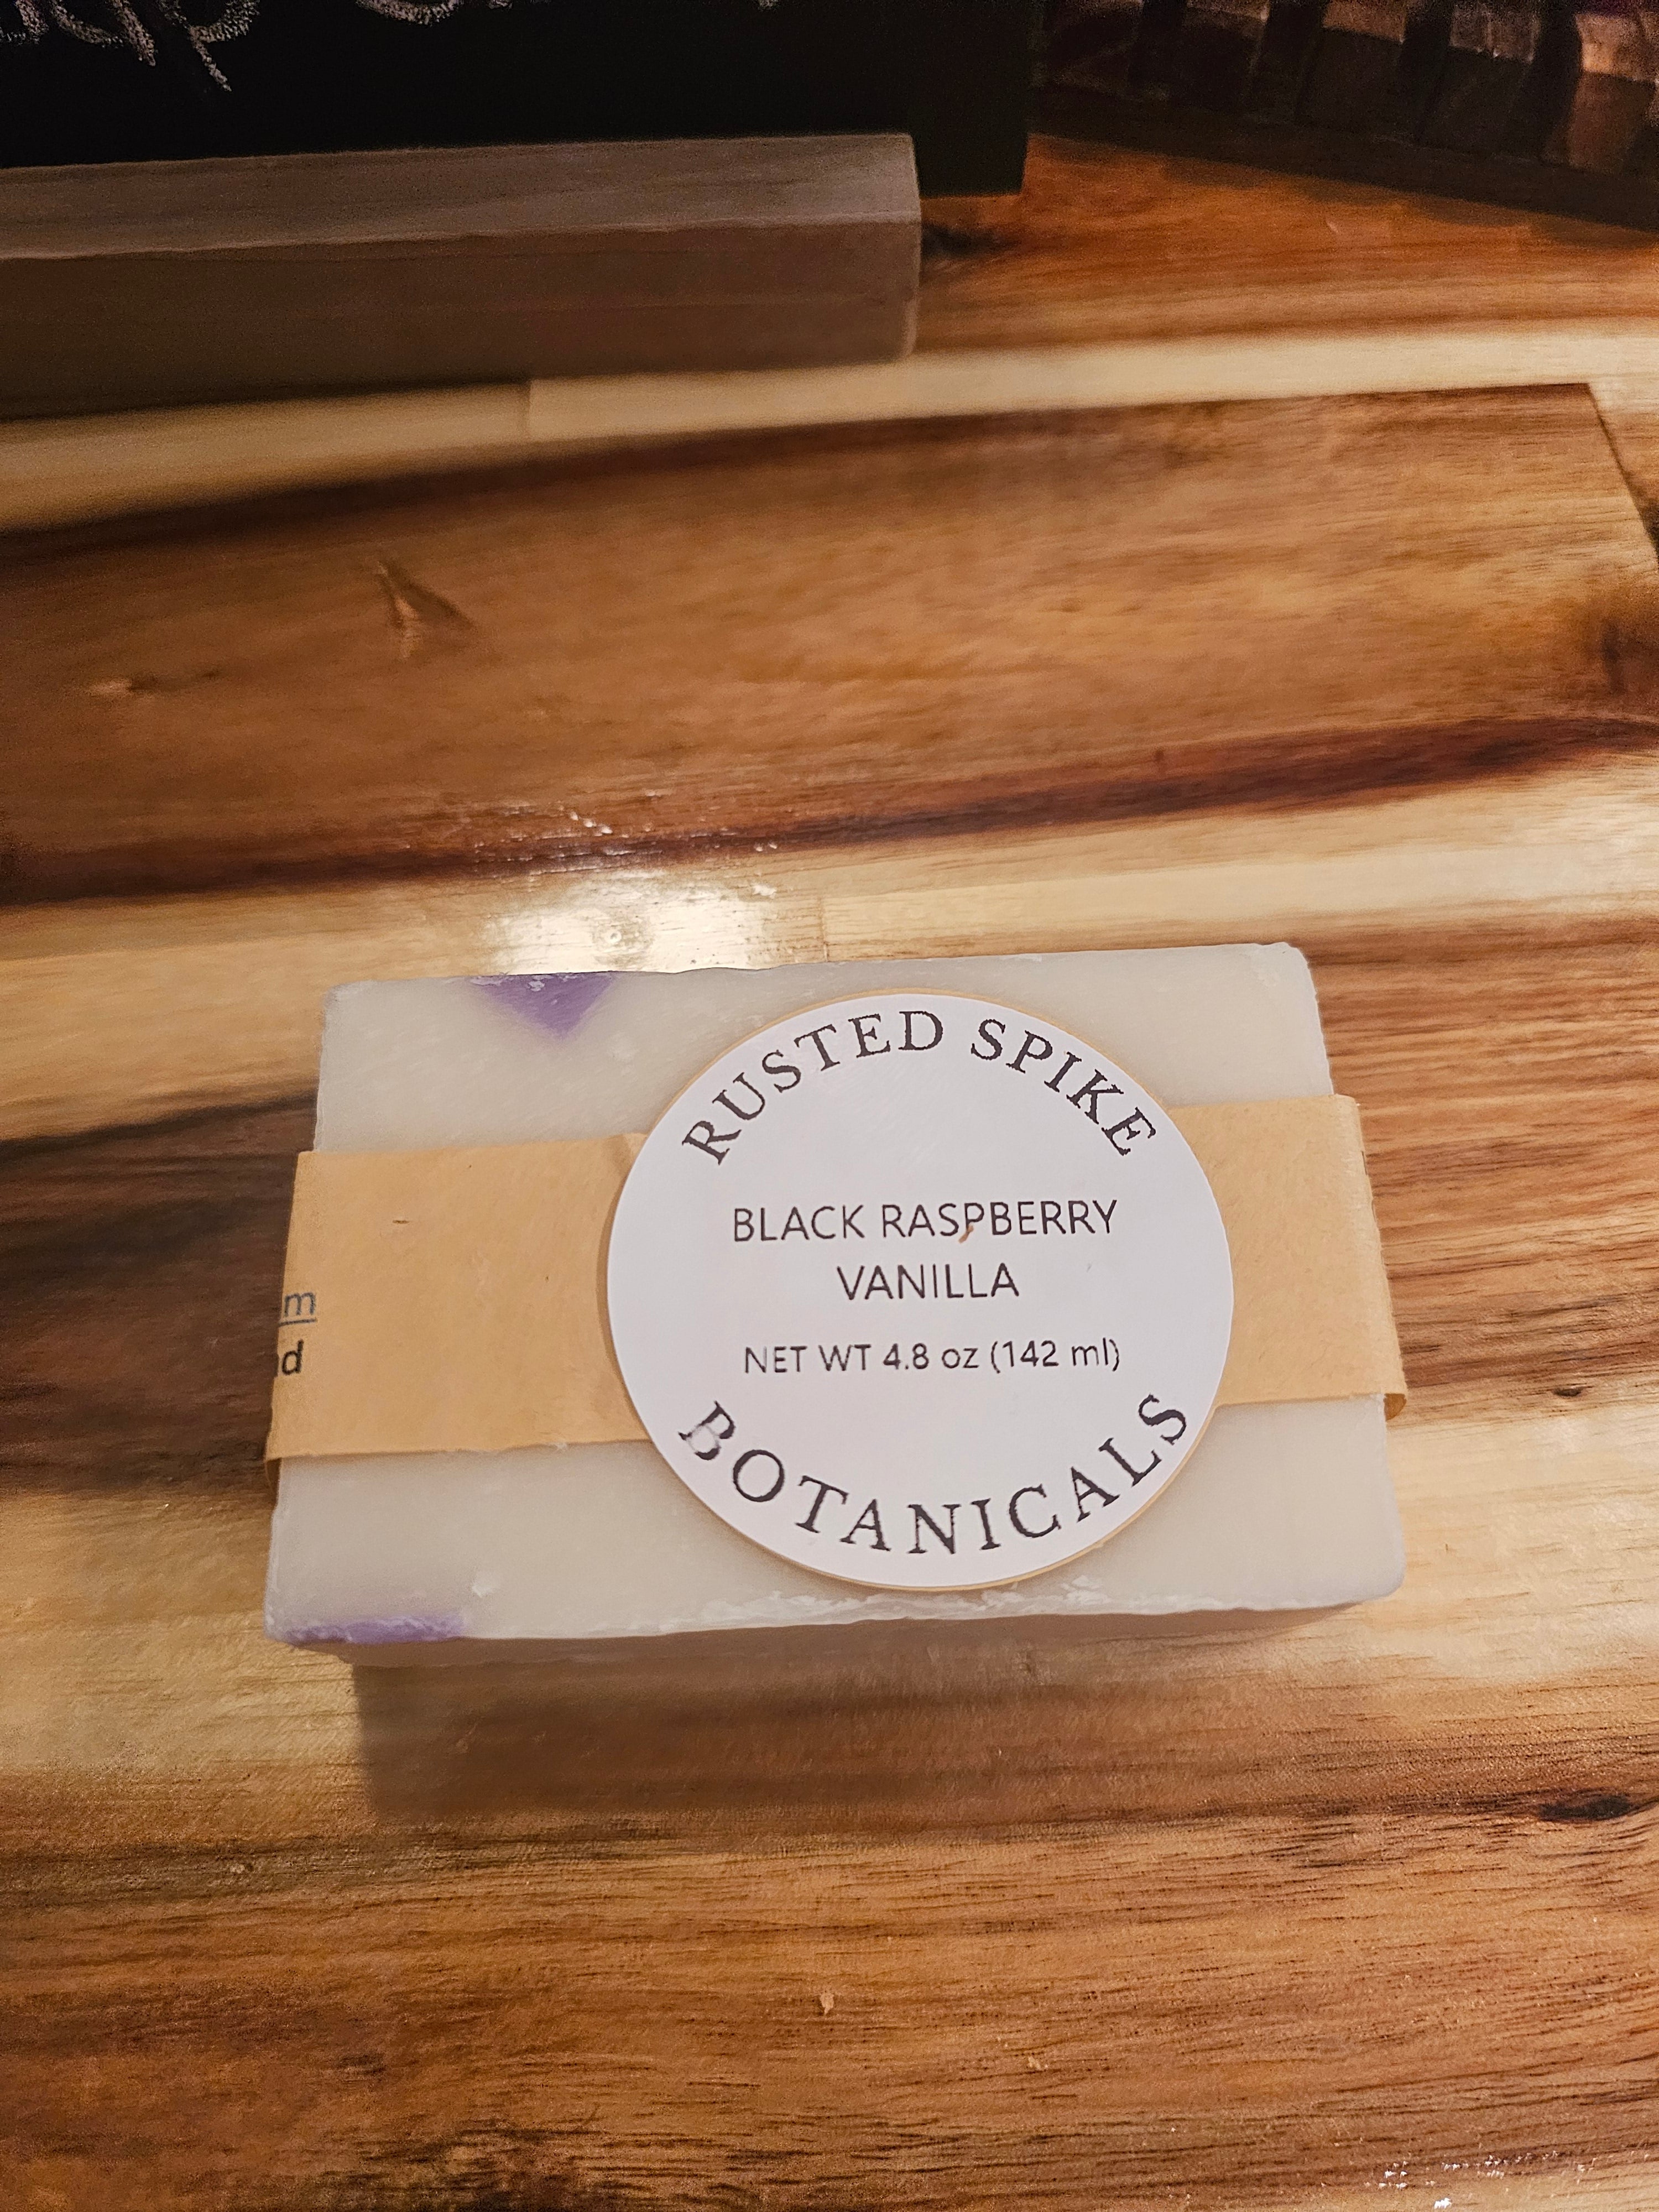 RUSTED SPIKE
BLACK RASPBERRY
VANILLA
NET WT 4.8 oz (142 ml)
BOTANICALS